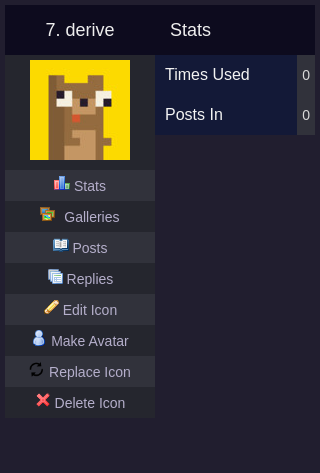 7. derive
Stats
Times Used 0
Posts In 0
Stats
Galleries
Posts
Replies
Edit Icon
Make Avatar
Replace Icon
Delete Icon